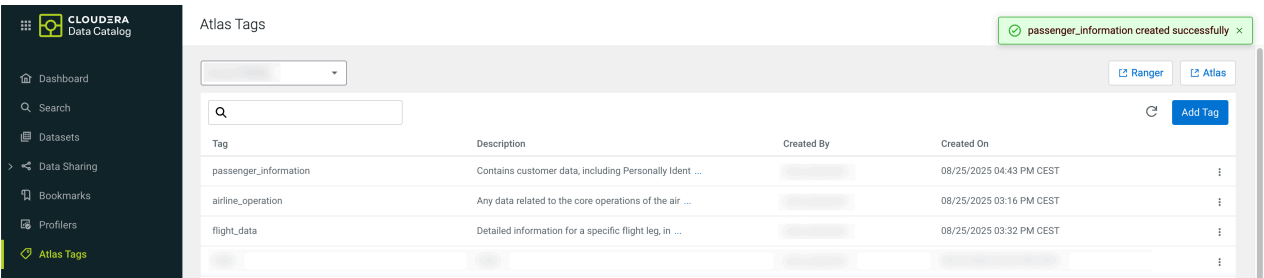 CLOUDERA
Data Catalog
Dashboard
Search
Datasets
Data Sharing
Bookmarks
Profilers
Atlas Tags
Atlas Tags
passenger_information created successfully ×
Ranger
Atlas
Add Tag
Tag Description Created By Created On
passenger_information Contains customer data, including Personally Ident ... 08/25/2025 04:43 PM CEST
airline_operation Any data related to the core operations of the air ... 08/25/2025 03:16 PM CEST
flight_data Detailed information for a specific flight leg, in ... 08/25/2025 03:32 PM CEST